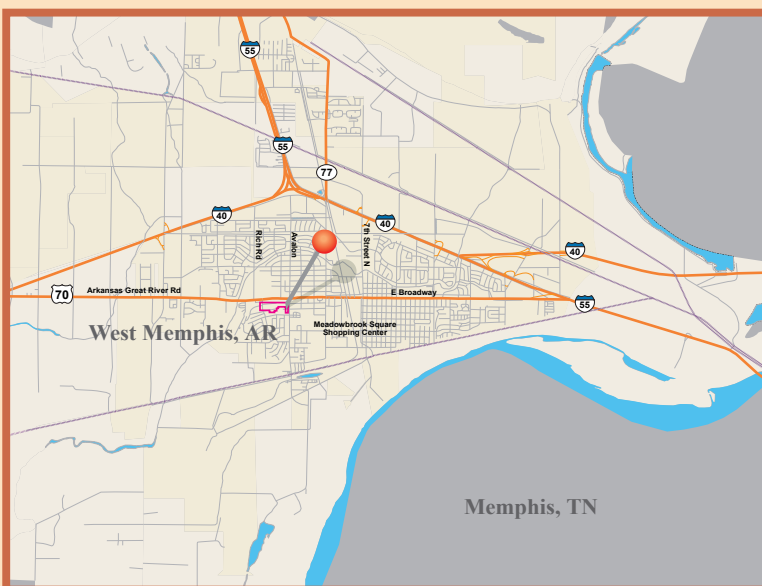 55
55
77
40
40
Rich Rd
Avalon
7th Street N
40
70
Arkansas Great River Rd
E Broadway
55
West Memphis, AR
Meadowbrook Square
Shopping Center
Memphis, TN